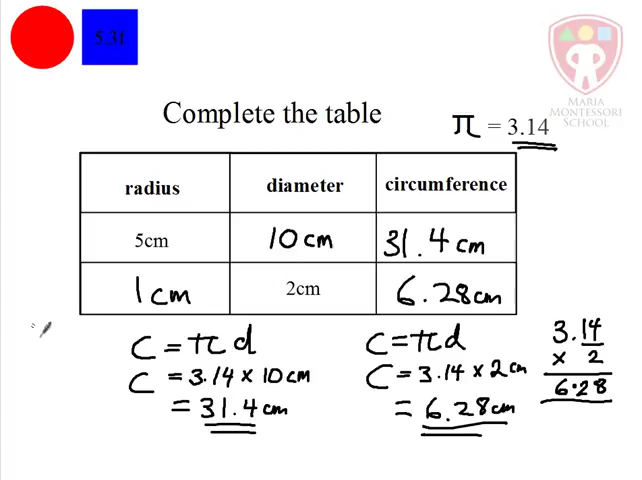 5.31
MARIA
MONTESSORI
SCHOOL
Complete the table
π = 3.14
radius diameter circumference
5cm 10cm 31.4cm
1cm 2cm 6.28cm
C = πd
C = 3.14 × 10cm
= 31.4cm
C = πd
C = 3.14 × 2cm
= 6.28cm
3.14
× 2
6.28